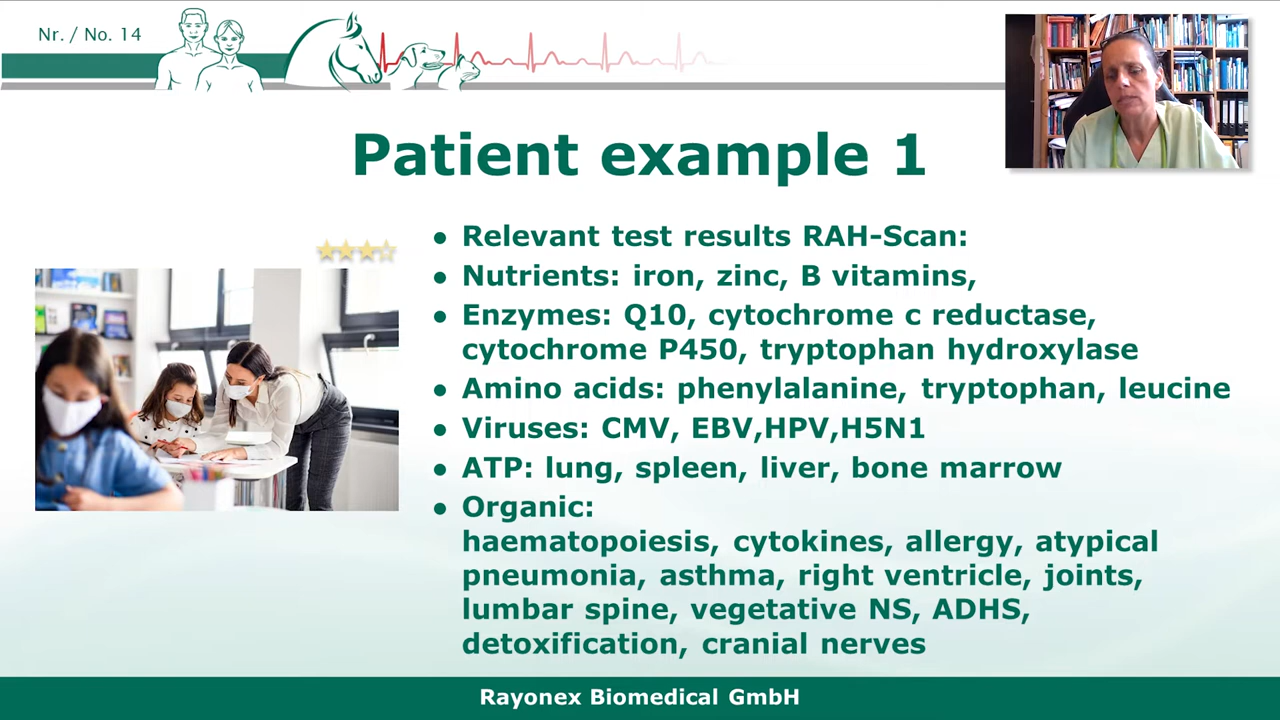 Nr. / No. 14
Patient example 1
● Relevant test results RAH-Scan:
● Nutrients: iron, zinc, B vitamins,
● Enzymes: Q10, cytochrome c reductase,
cytochrome P450, tryptophan hydroxylase
● Amino acids: phenylalanine, tryptophan, leucine
● Viruses: CMV, EBV,HPV,H5N1
● ATP: lung, spleen, liver, bone marrow
● Organic:
haematopoiesis, cytokines, allergy, atypical
pneumonia, asthma, right ventricle, joints,
lumbar spine, vegetative NS, ADHS,
detoxification, cranial nerves
Rayonex Biomedical GmbH